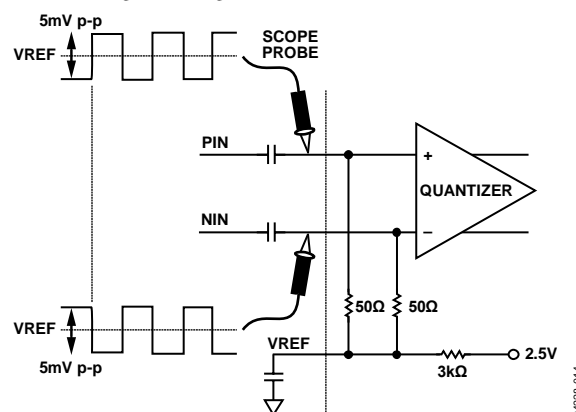 5mV p-p
VREF
SCOPE
PROBE
PIN
+
QUANTIZER
NIN
−
50Ω
50Ω
VREF
5mV p-p
VREF
3kΩ
2.5V